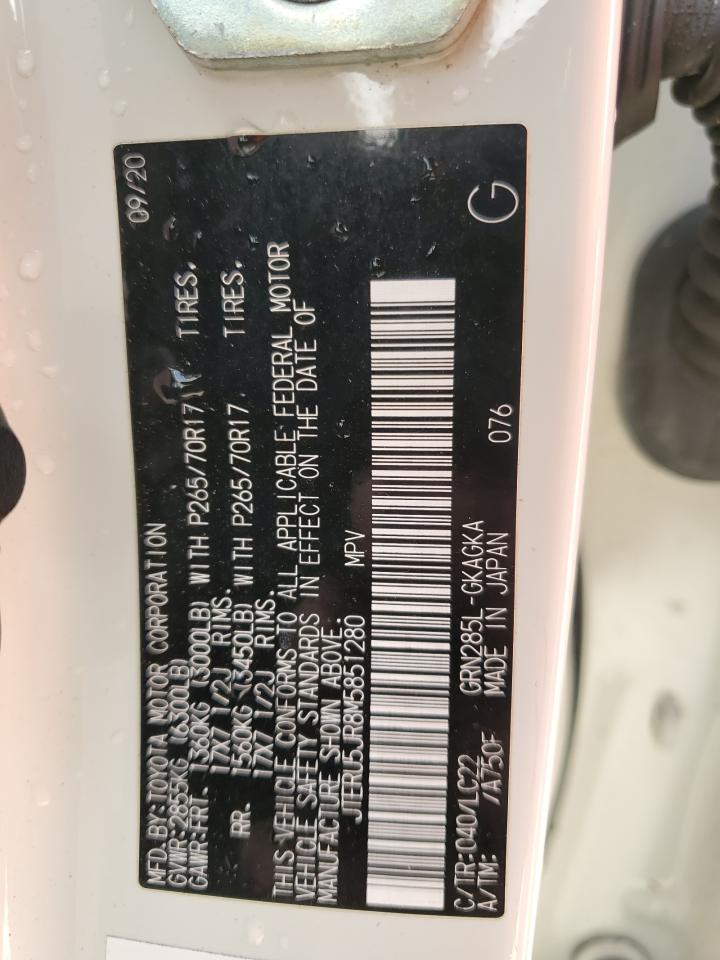 MFD.BY:TOYOTA MOTOR CORPORATION 09/20
GVWR:2855KG (6300LB)
GAWR:FRT. 1360KG (3000LB) WITH P265/70R17 TIRES.
17X7 1/2J RIMS.
RR. 1560KG (3450LB) WITH P265/70R17 TIRES.
17X7 1/2J RIMS.
THIS VEHICLE CONFORMS TO ALL APPLICABLE FEDERAL MOTOR
VEHICLE SAFETY STANDARDS IN EFFECT ON THE DATE OF
MANUFACTURE SHOWN ABOVE.
JTERU5JR8M5851280 MPV
C/TR:040/LC22 GRN285L-GKAGKA 076 G
A/TM: /A750F MADE IN JAPAN